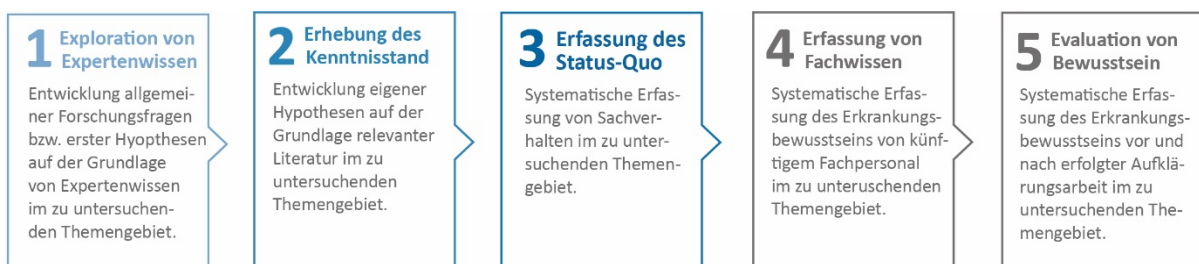 1 Exploration von
Expertenwissen
Entwicklung allgemei-
ner Forschungsfragen
bzw. erster Hyopthesen
auf der Grundlage
von Expertenwissen
im zu untersuchen-
den Themengebiet.
2 Erhebung des
Kenntnisstand
Entwicklung eigener
Hypothesen auf der
Grundlage relevanter
Literatur im zu
untersuchenden
Themengebiet.
3 Erfassung des
Status-Quo
Systematische Erfas-
sung von Sachver-
halten im zu unter-
suchenden Themen-
gebiet.
4 Erfassung von
Fachwissen
Systematische Erfas-
sung des Erkrankungs-
bewusstseins von künf-
tigem Fachpersonal
im zu unteruschenden
Themengebiet.
5 Evaluation von
Bewusstsein
Systematische Erfas-
sung des Erkrankungs-
bewusstseins vor und
nach erfolgter Aufklä-
rungsarbeit im zu
untersuchenden The-
mengebiet.